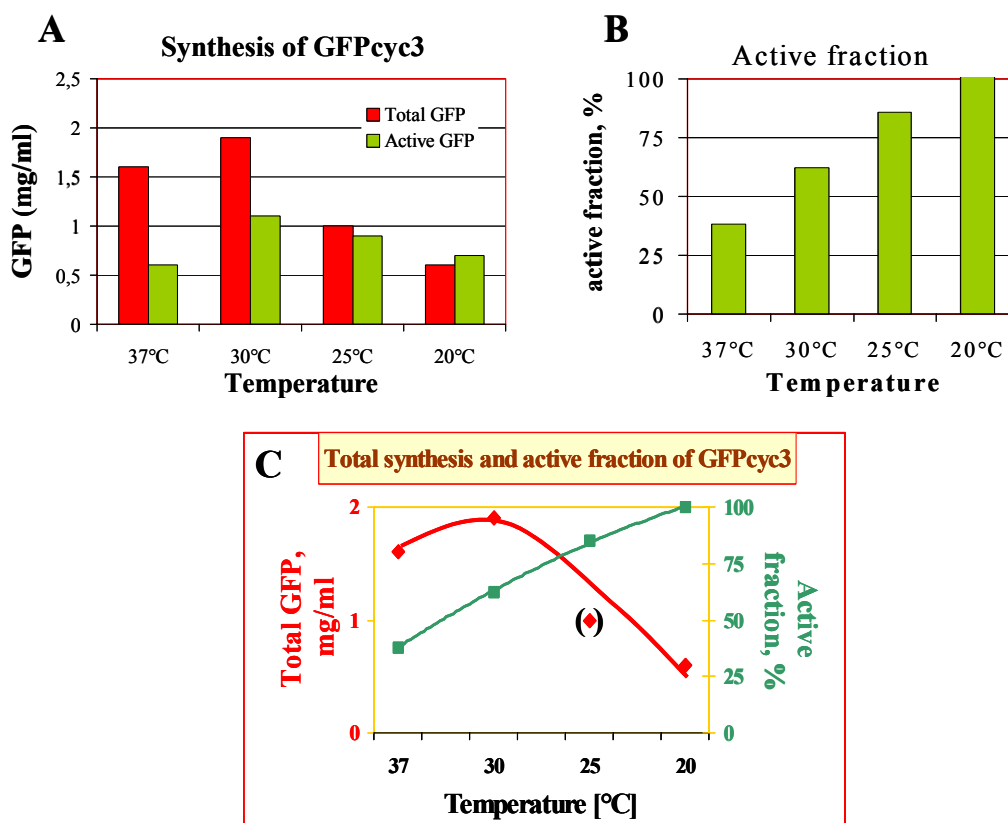 A
Synthesis of GFPcyc3
GFP (mg/ml)
2,5
2
1,5
1
0,5
0
Total GFP
Active GFP
37°C 30°C 25°C 20°C
Temperature
B
Active fraction
active fraction, %
100
75
50
25
0
37°C 30°C 25°C 20°C
Temperature
C
Total synthesis and active fraction of GFPcyc3
Total GFP,
mg/ml
2
1
0
( )
100
75
50
25
0
Active
fraction, %
37 30 25 20
Temperature [°C]